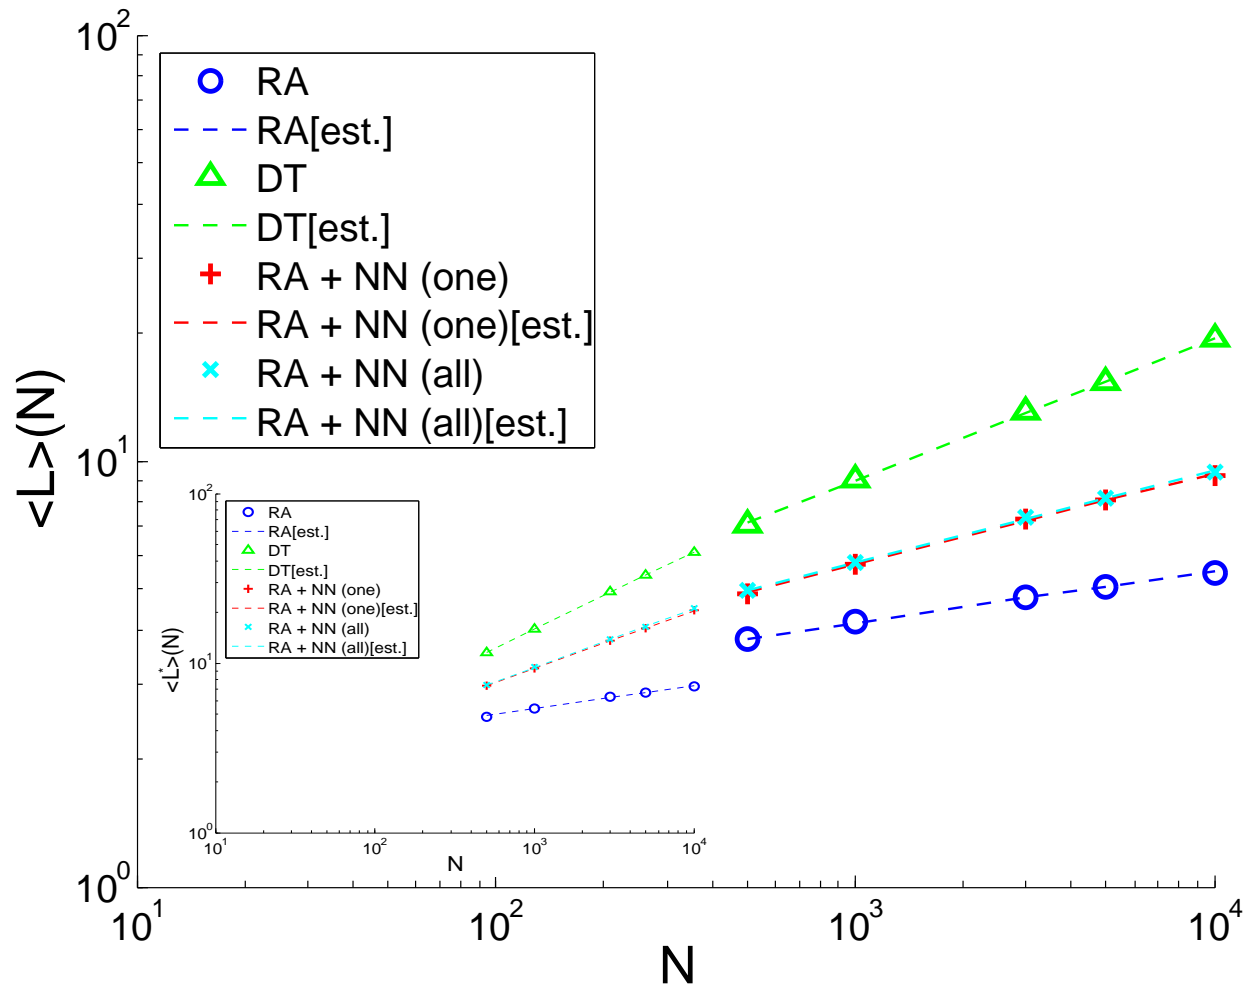 10^2
RA
RA[est.]
DT
DT[est.]
RA + NN (one)
RA + NN (one)[est.]
RA + NN (all)
RA + NN (all)[est.]
<L>(N)
10^1
10^2
RA
RA[est.]
DT
DT[est.]
RA + NN (one)
RA + NN (one)[est.]
RA + NN (all)
RA + NN (all)[est.]
<L*>(N)
10^1
10^0
10^1 10^2 10^3 10^4
N
10^0
10^1 10^2 10^3 10^4
N